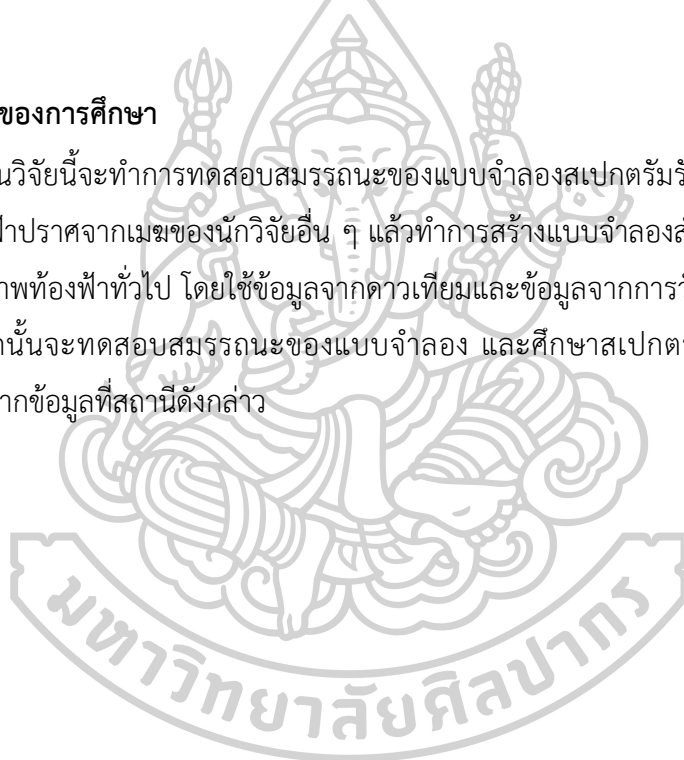 ของการศึกษา
นวิจัยนี้จะทำการทดสอบสมรรถนะของแบบจำลองสเปกตรัมรั
ฟ้าปราศจากเมฆของนักวิจัยอื่น ๆ แล้วทำการสร้างแบบจำลองสำ
าพท้องฟ้าทั่วไป โดยใช้ข้อมูลจากดาวเทียมและข้อมูลจากการวั
านั้นจะทดสอบสมรรถนะของแบบจำลอง และศึกษาสเปกต
ากข้อมูลที่สถานีดังกล่าว
มหาวิทยาลัยศิลปากร